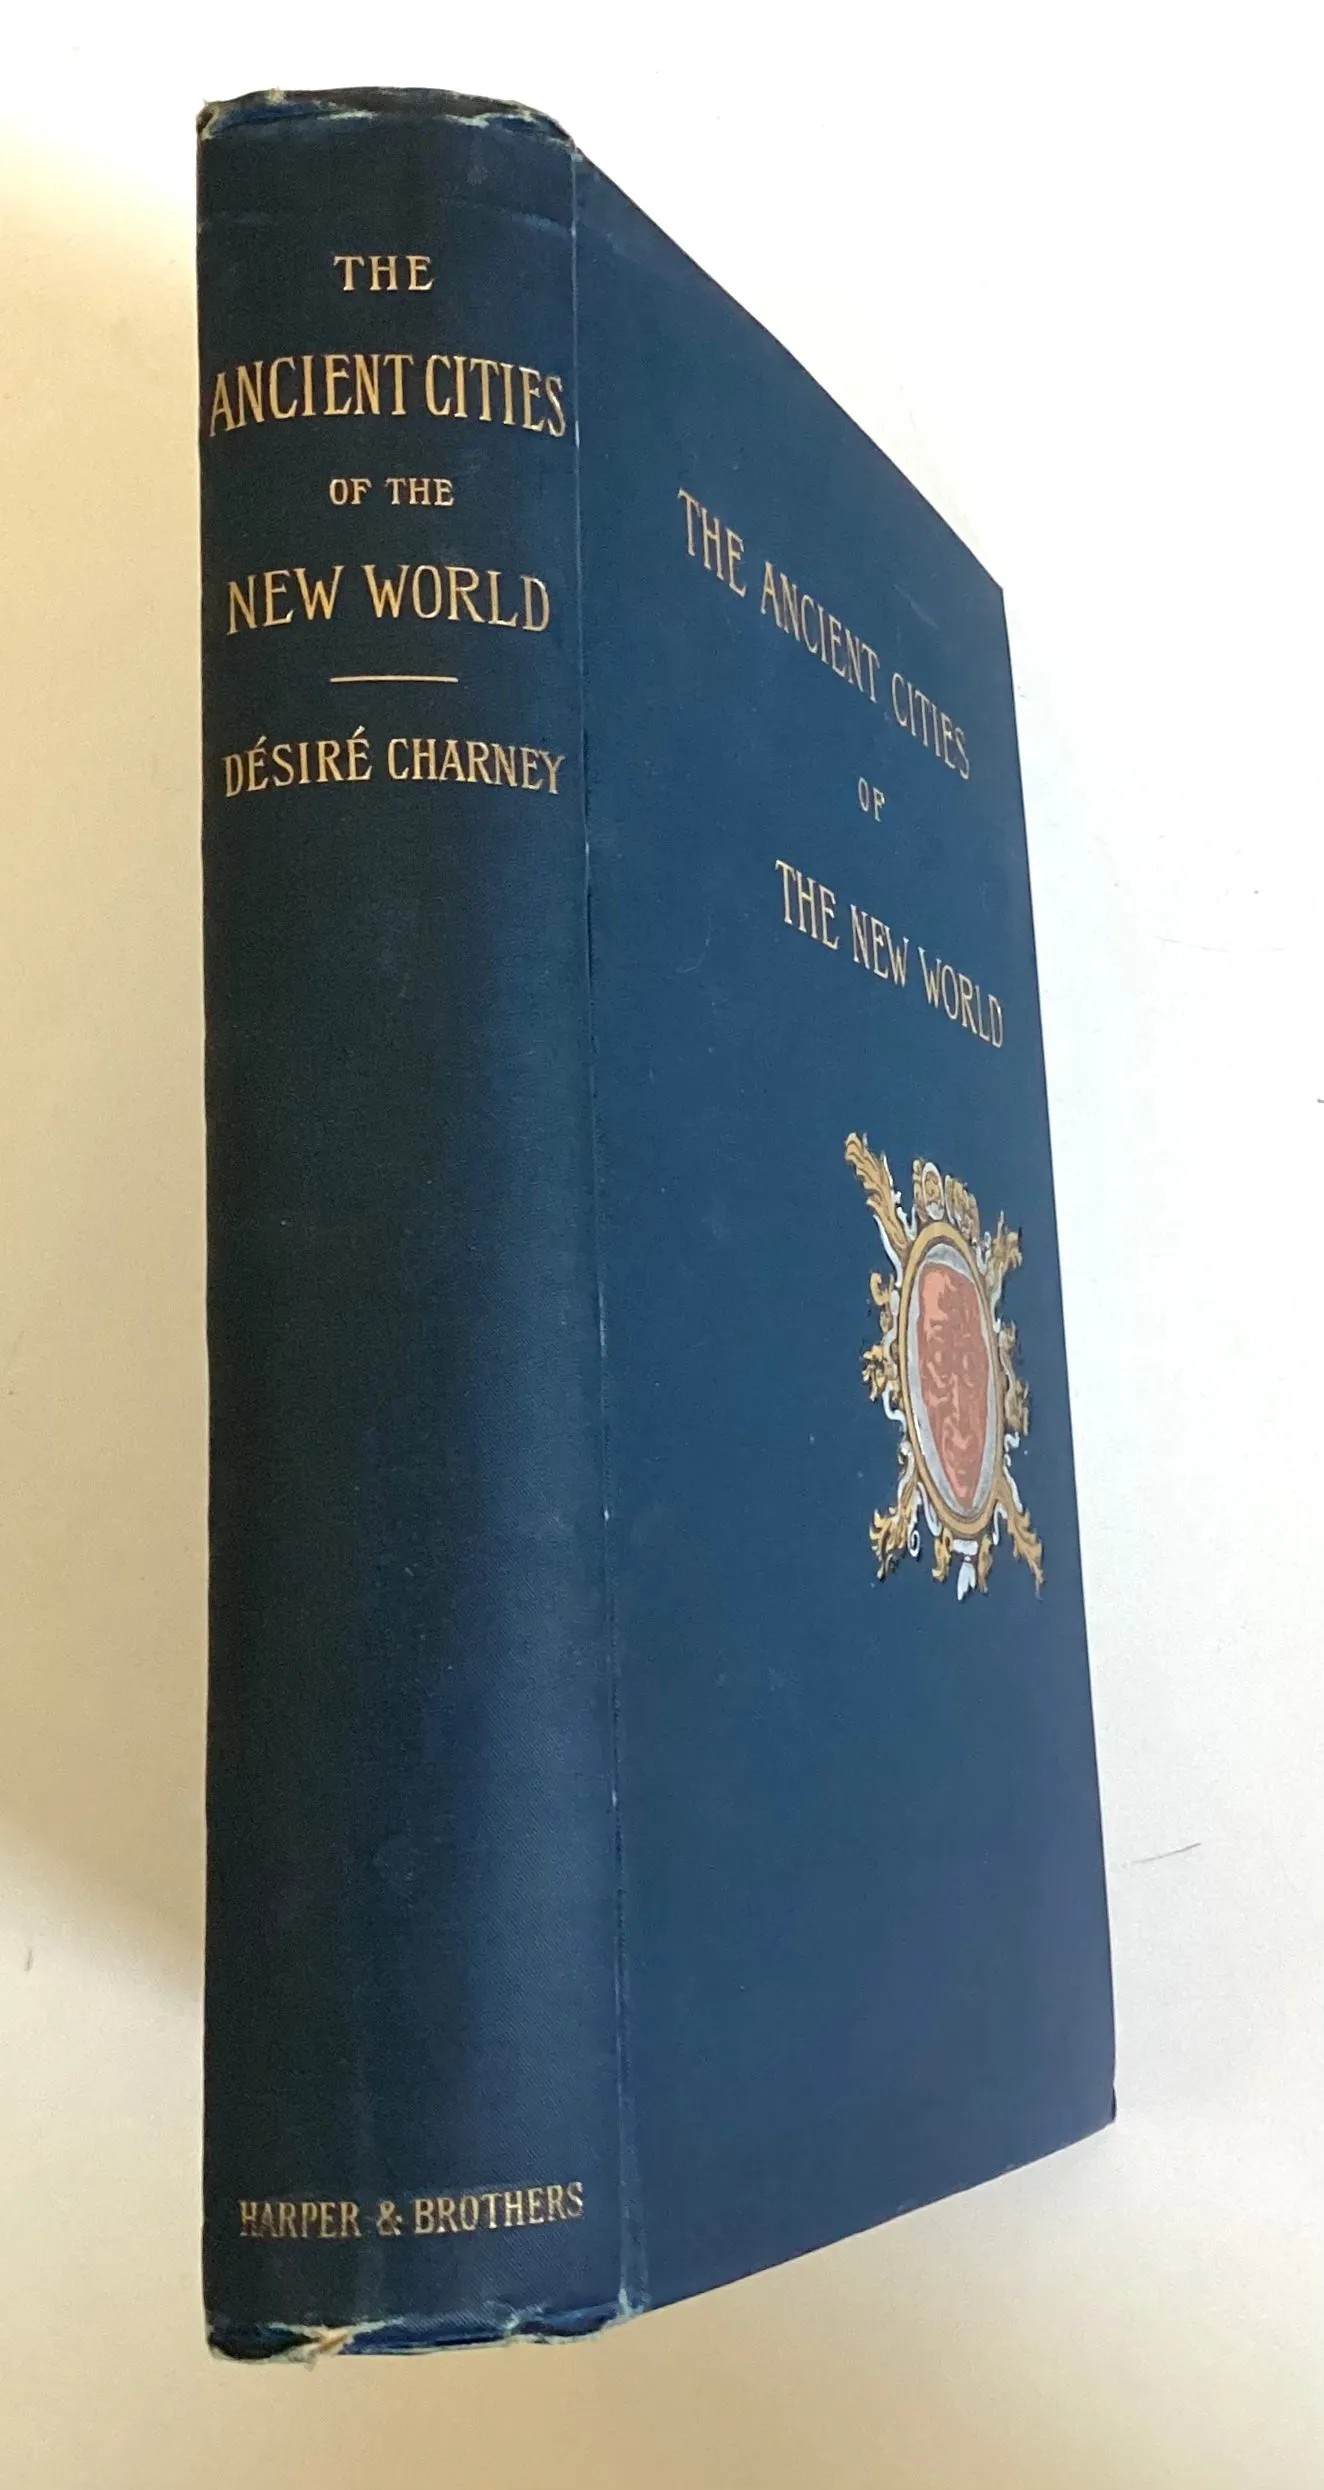 THE
ANCIENT CITIES
OF THE
NEW WORLD
DÉSIRÉ CHARNEY
HARPER & BROTHERS
THE ANCIENT CITIES
OF
THE NEW WORLD